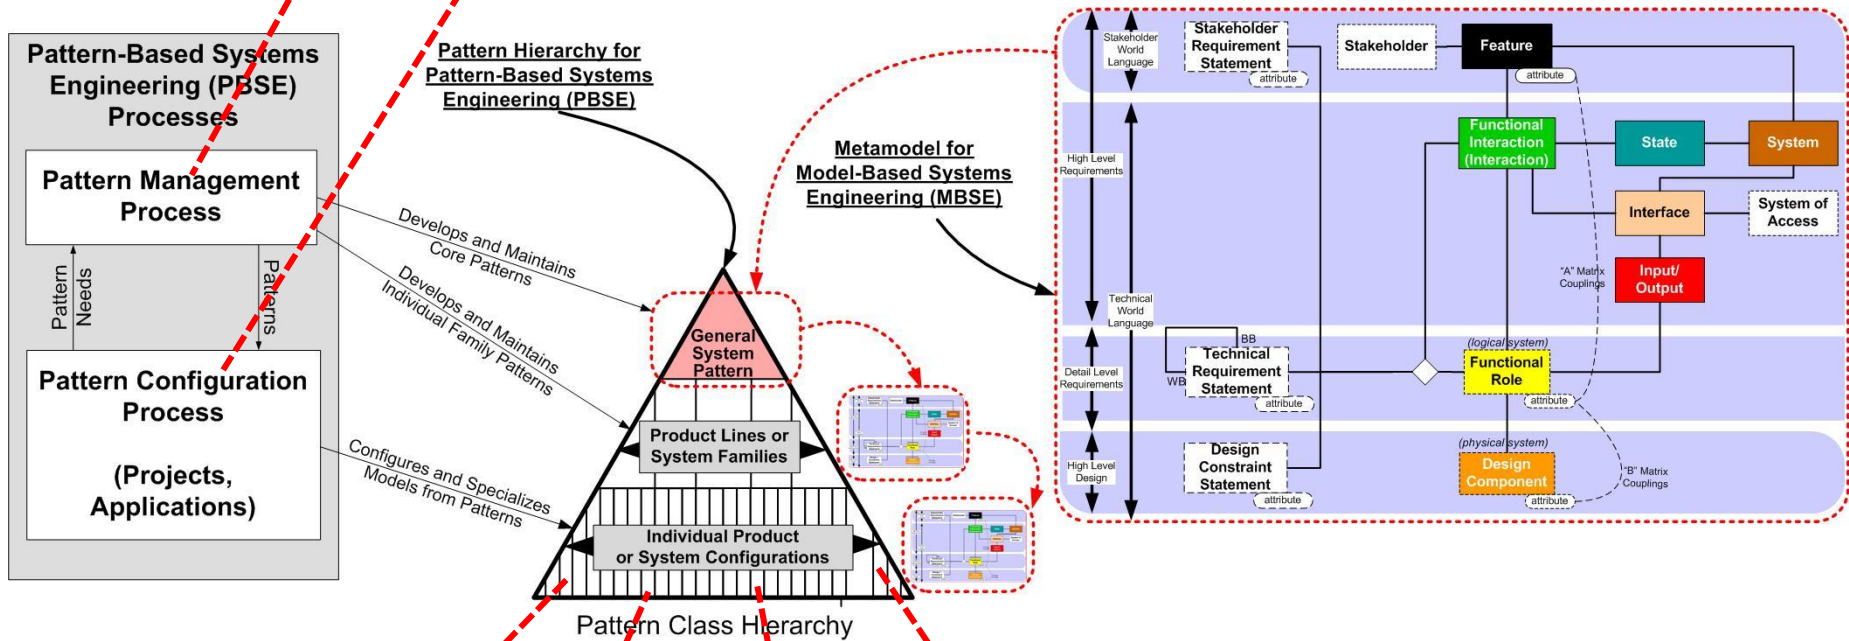 Pattern-Based Systems
Engineering (PBSE)
Processes
Pattern Management
Process
Pattern
Needs
Patterns
Pattern Configuration
Process
(Projects,
Applications)
Pattern Hierarchy for
Pattern-Based Systems
Engineering (PBSE)
Develops and Maintains
Core Patterns
Develops and Maintains
Individual Family Patterns
Configures and Specializes
Models from Patterns
General
System
Pattern
Product Lines or
System Families
Individual Product
or System Configurations
Pattern Class Hierarchy
Metamodel for
Model-Based Systems
Engineering (MBSE)
Stakeholder
World
Language
High Level
Requirements
Technical
World
Language
Detail Level
Requirements
High Level
Design
Stakeholder
Requirement
Statement
attribute
Stakeholder
Feature
attribute
Functional
Interaction
(Interaction)
State
System
Interface
System of
Access
"A" Matrix
Couplings
Input/
Output
BB
WB
Technical
Requirement
Statement
attribute
(logical system)
Functional
Role
attribute
Design
Constraint
Statement
attribute
(physical system)
Design
Component
attribute
"B" Matrix
Couplings